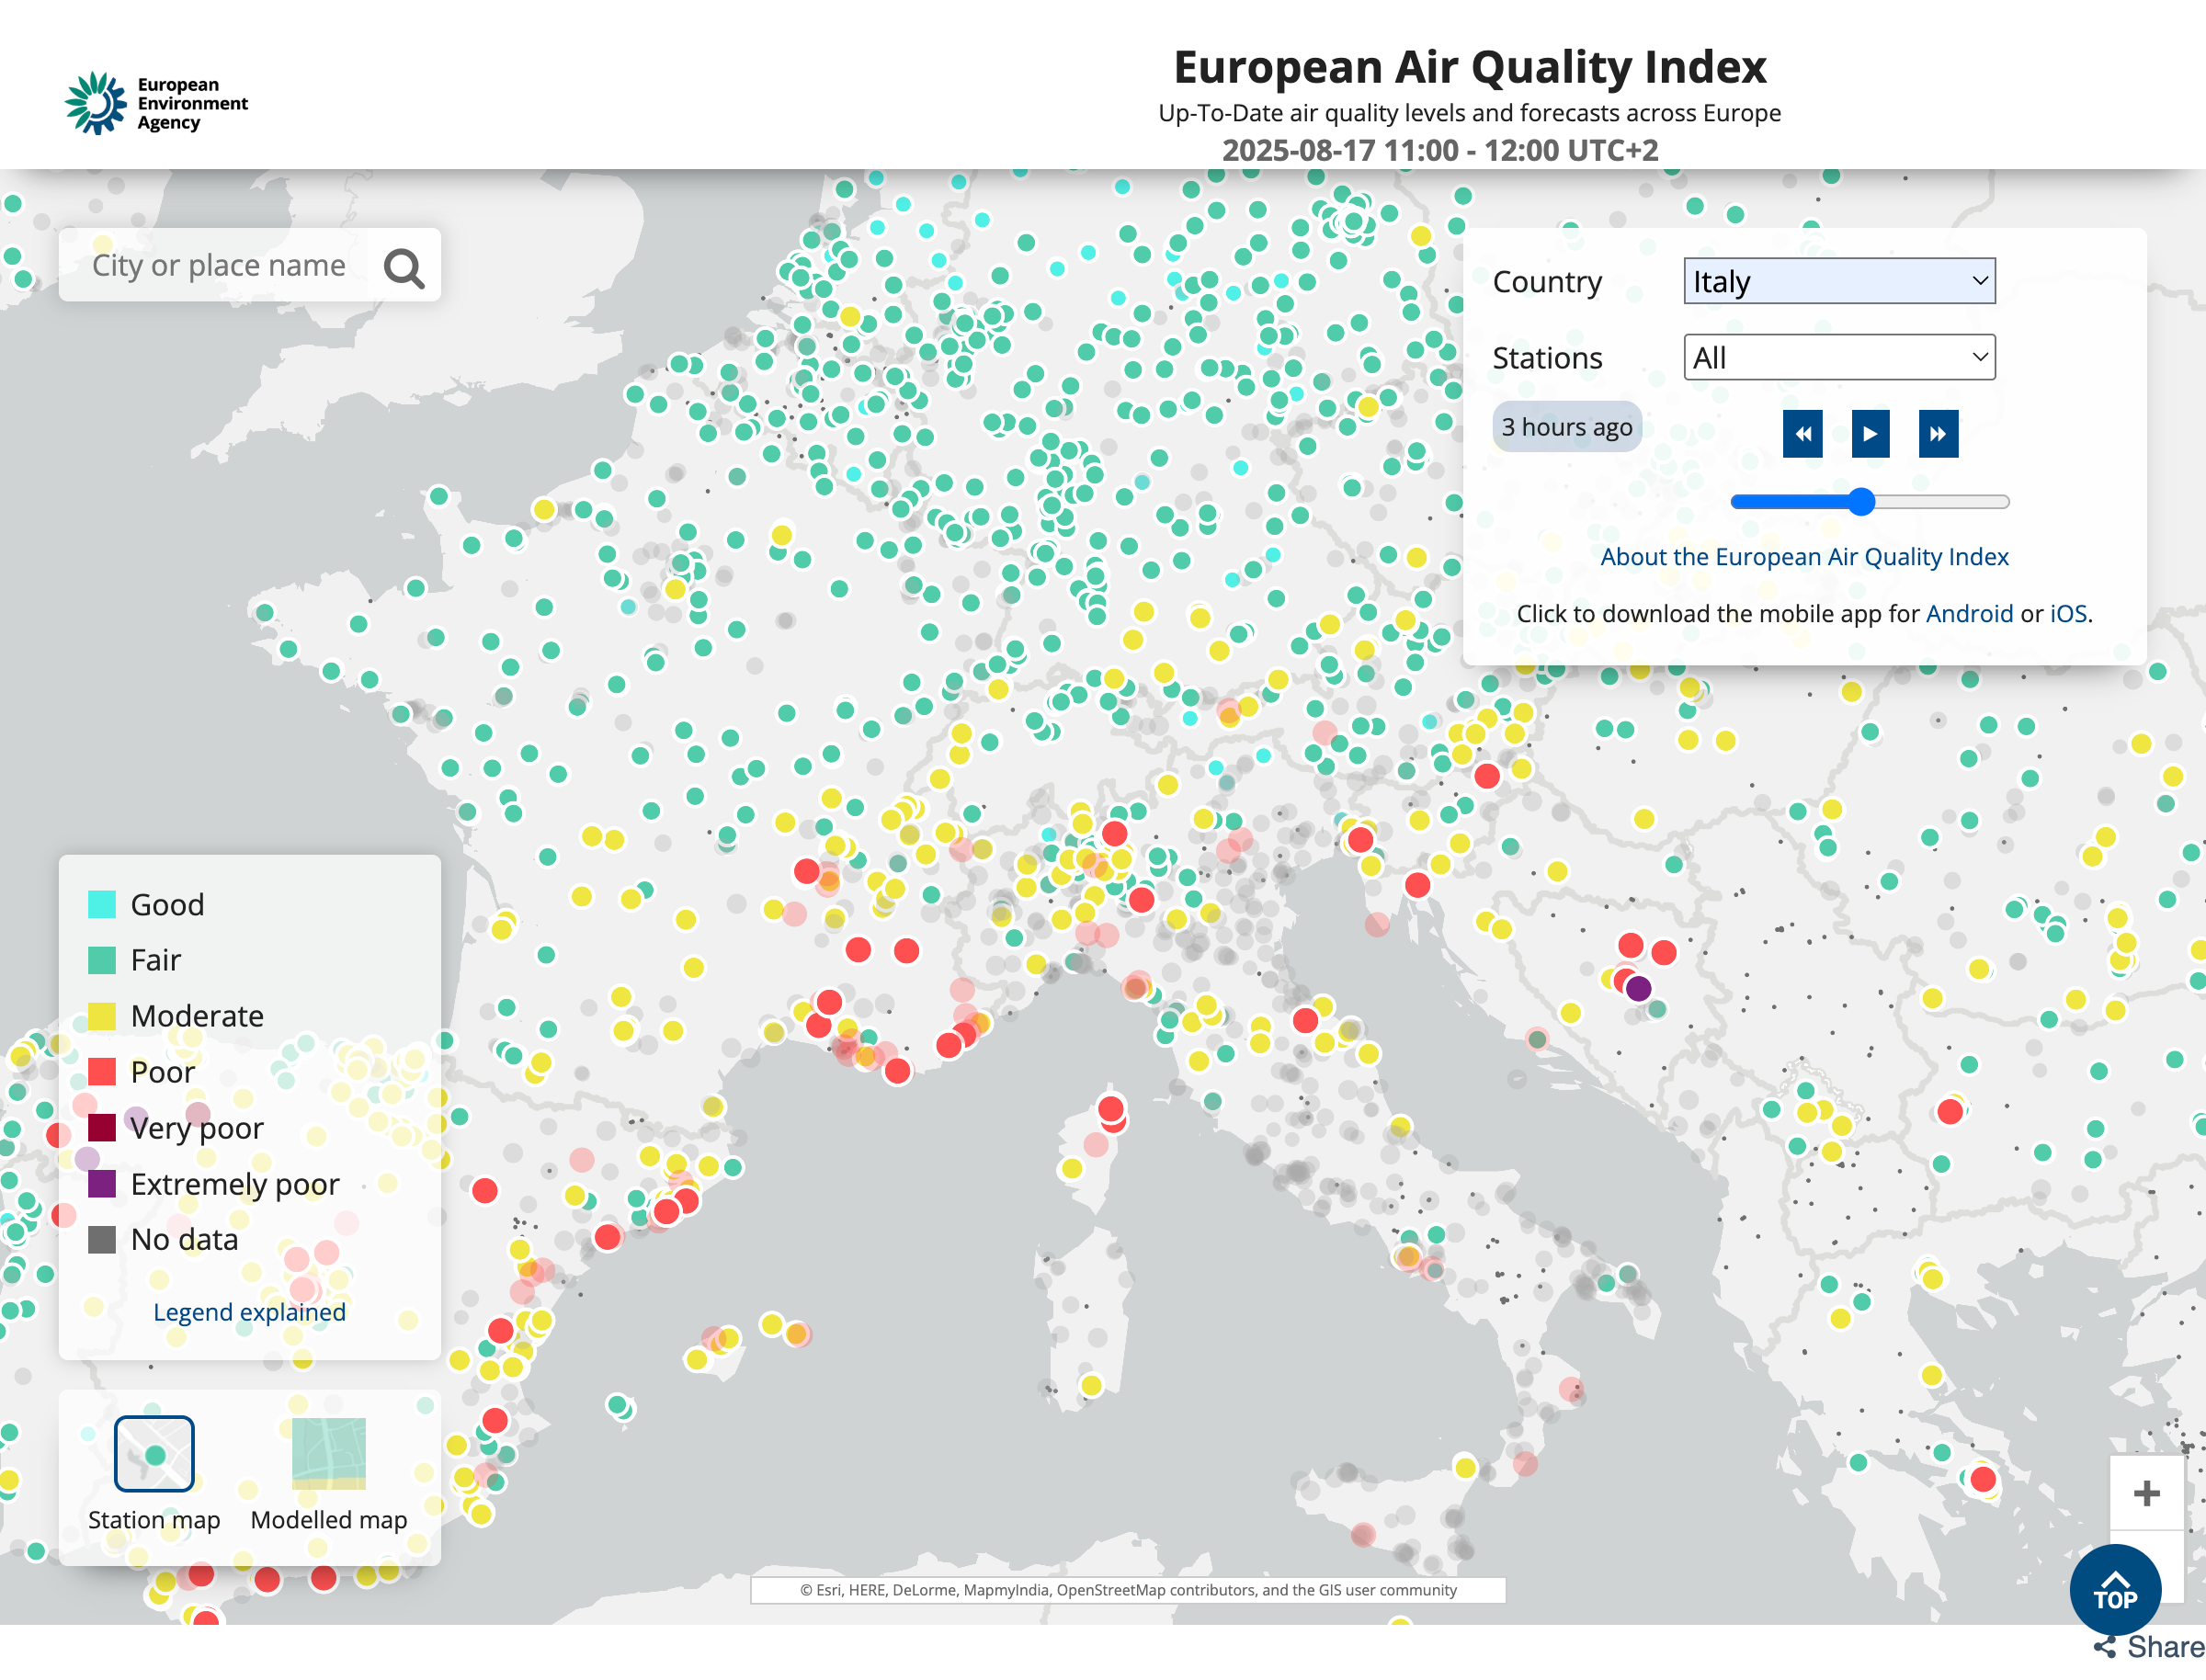 European
Environment
Agency
European Air Quality Index
Up-To-Date air quality levels and forecasts across Europe
2025-08-17 11:00 - 12:00 UTC+2
City or place name
Country
Italy
Stations
All
3 hours ago
About the European Air Quality Index
Click to download the mobile app for Android or iOS.
Good
Fair
Moderate
Poor
Very poor
Extremely poor
No data
Legend explained
Station map
Modelled map
+
© Esri, HERE, DeLorme, MapmyIndia, OpenStreetMap contributors, and the GIS user community
TOP
Share